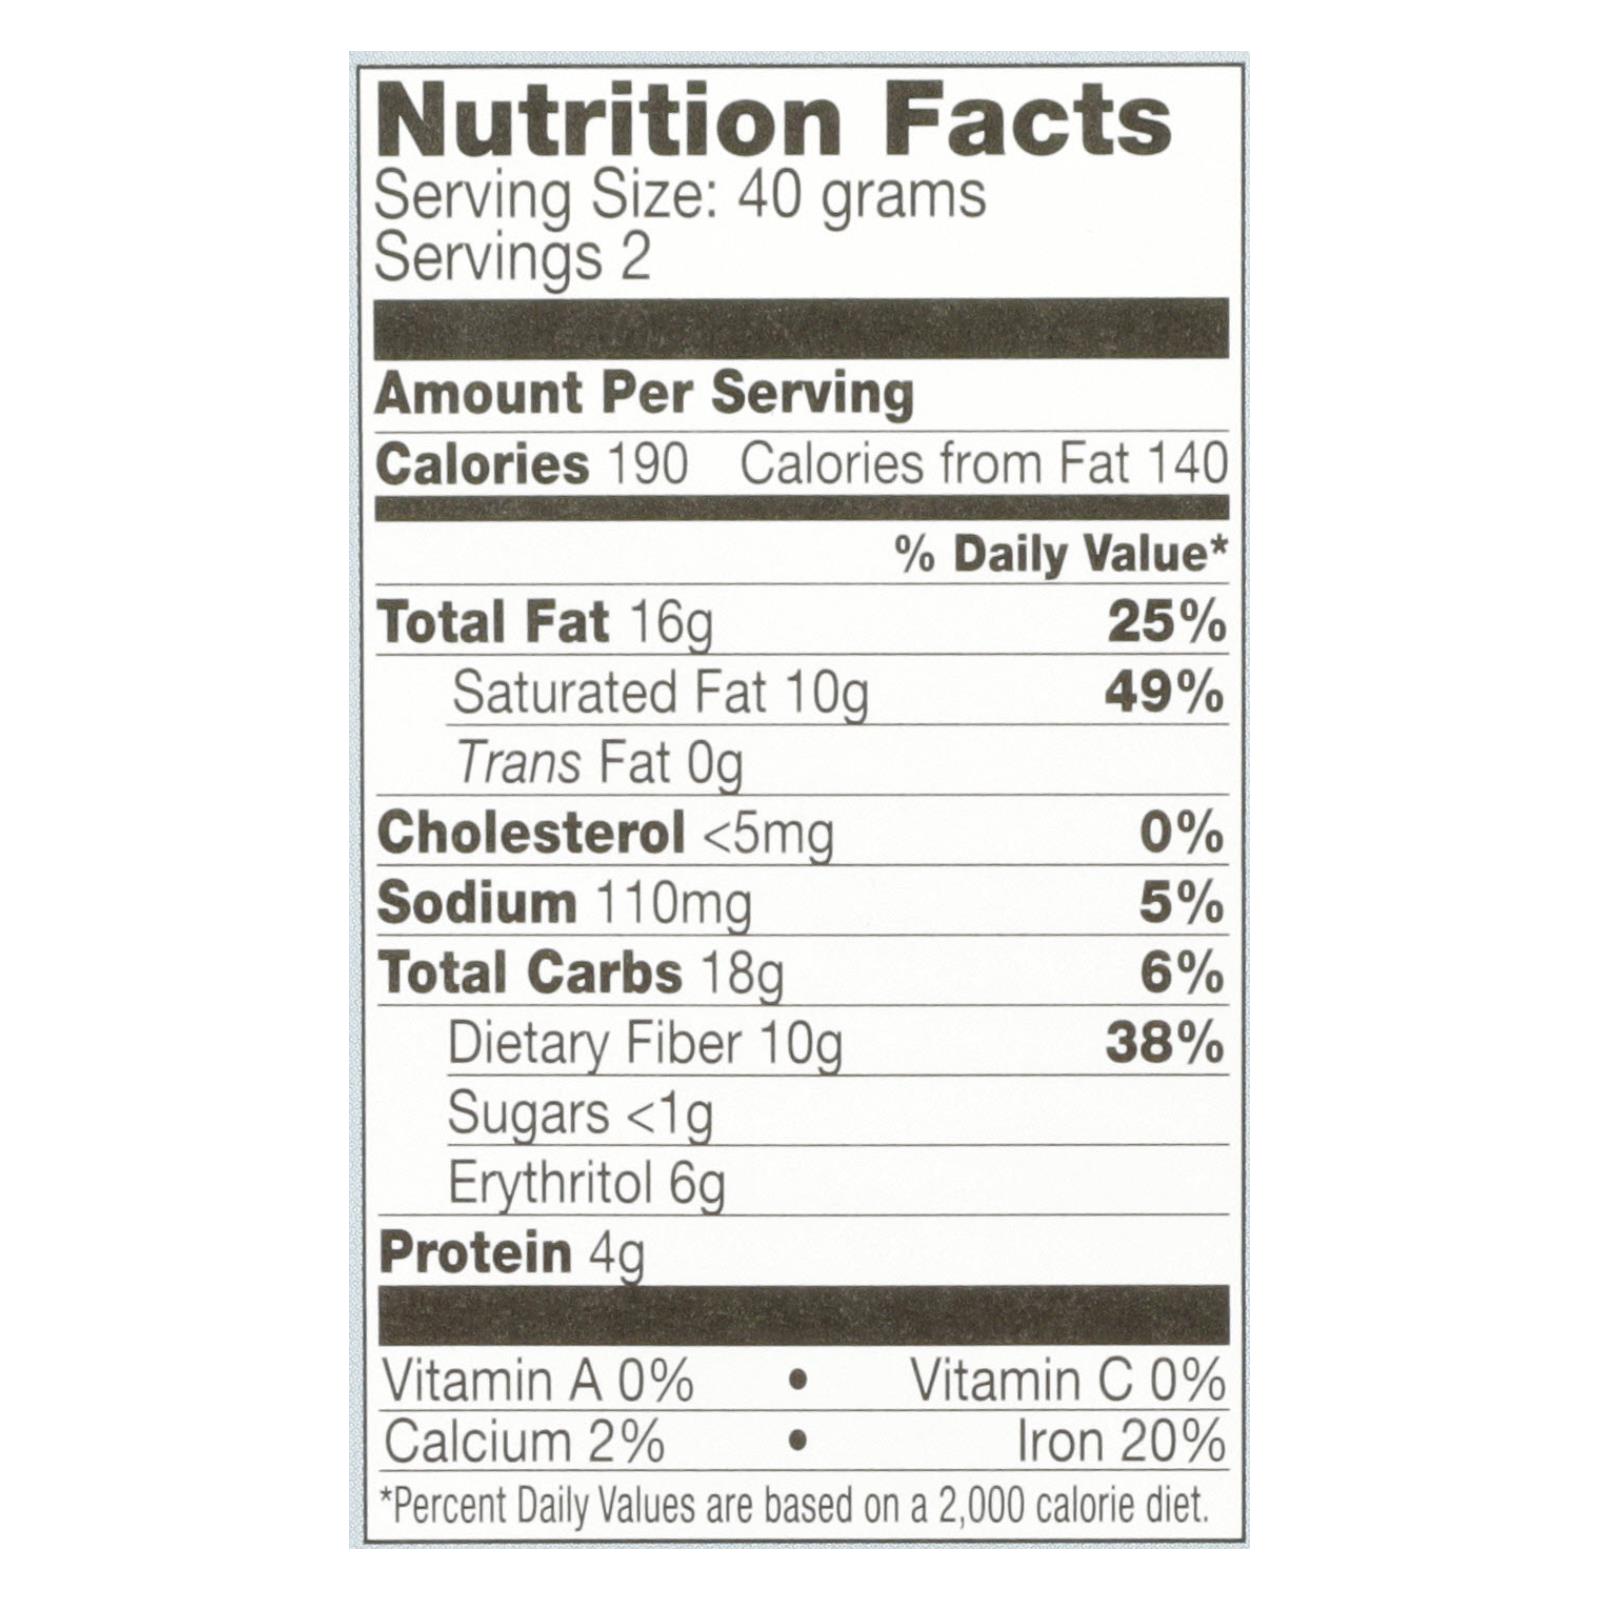 Nutrition Facts
Serving Size: 40 grams
Servings 2
Amount Per Serving
Calories 190 Calories from Fat 140
% Daily Value*
Total Fat 16g 25%
Saturated Fat 10g 49%
Trans Fat 0g
Cholesterol <5mg 0%
Sodium 110mg 5%
Total Carbs 18g 6%
Dietary Fiber 10g 38%
Sugars <1g
Erythritol 6g
Protein 4g
Vitamin A 0% • Vitamin C 0%
Calcium 2% • Iron 20%
*Percent Daily Values are based on a 2,000 calorie diet.